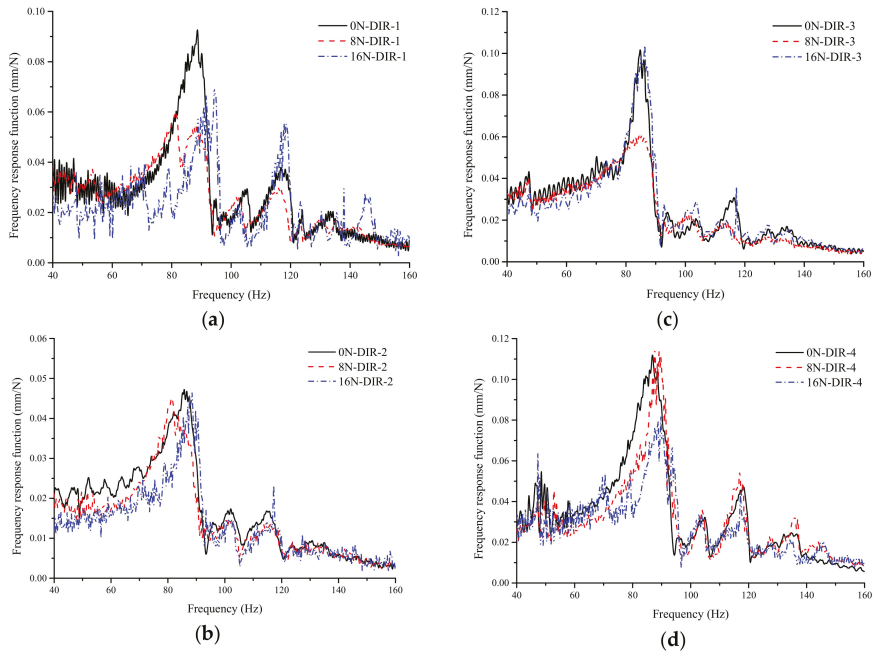 0.10
0.08
0.06
0.04
0.02
0.00
Frequency response function (mm/N)
0N-DIR-1
8N-DIR-1
16N-DIR-1
40 60 80 100 120 140 160
Frequency (Hz)
(a)
0.12
0.10
0.08
0.06
0.04
0.02
0.00
Frequency response function (mm/N)
0N-DIR-3
8N-DIR-3
16N-DIR-3
40 60 80 100 120 140 160
Frequency (Hz)
(c)
0.06
0.05
0.04
0.03
0.02
0.01
0.00
Frequency response function (mm/N)
0N-DIR-2
8N-DIR-2
16N-DIR-2
40 60 80 100 120 140 160
Frequency (Hz)
(b)
0.12
0.10
0.08
0.06
0.04
0.02
0.00
Frequency response function (mm/N)
0N-DIR-4
8N-DIR-4
16N-DIR-4
40 60 80 100 120 140 160
Frequency (Hz)
(d)